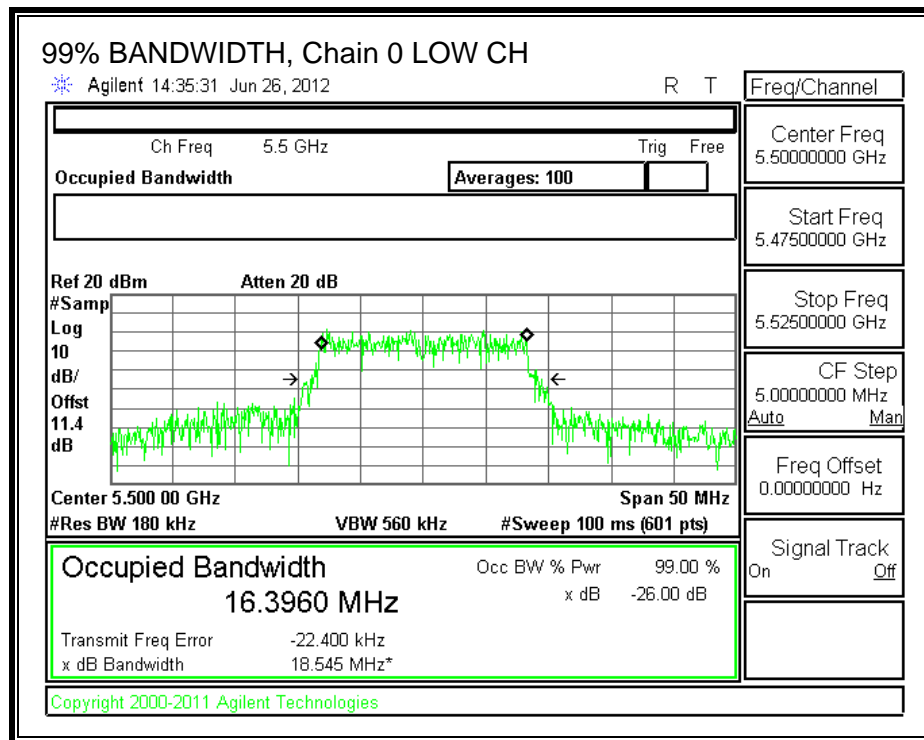 99% BANDWIDTH, Chain 0 LOW CH
Agilent 14:35:31 Jun 26, 2012 R T
Freq/Channel
Ch Freq 5.5 GHz Trig Free
Occupied Bandwidth Averages: 100
Center Freq
5.50000000 GHz
Start Freq
5.47500000 GHz
Stop Freq
5.52500000 GHz
CF Step
5.00000000 MHz
Auto Man
Freq Offset
0.00000000 Hz
Signal Track
On Off
Ref 20 dBm Atten 20 dB
#Samp
Log
10
dB/
Offst
11.4
dB
Center 5.500 00 GHz Span 50 MHz
#Res BW 180 kHz VBW 560 kHz #Sweep 100 ms (601 pts)
Occupied Bandwidth
16.3960 MHz
Occ BW % Pwr 99.00 %
x dB -26.00 dB
Transmit Freq Error -22.400 kHz
x dB Bandwidth 18.545 MHz*
Copyright 2000-2011 Agilent Technologies